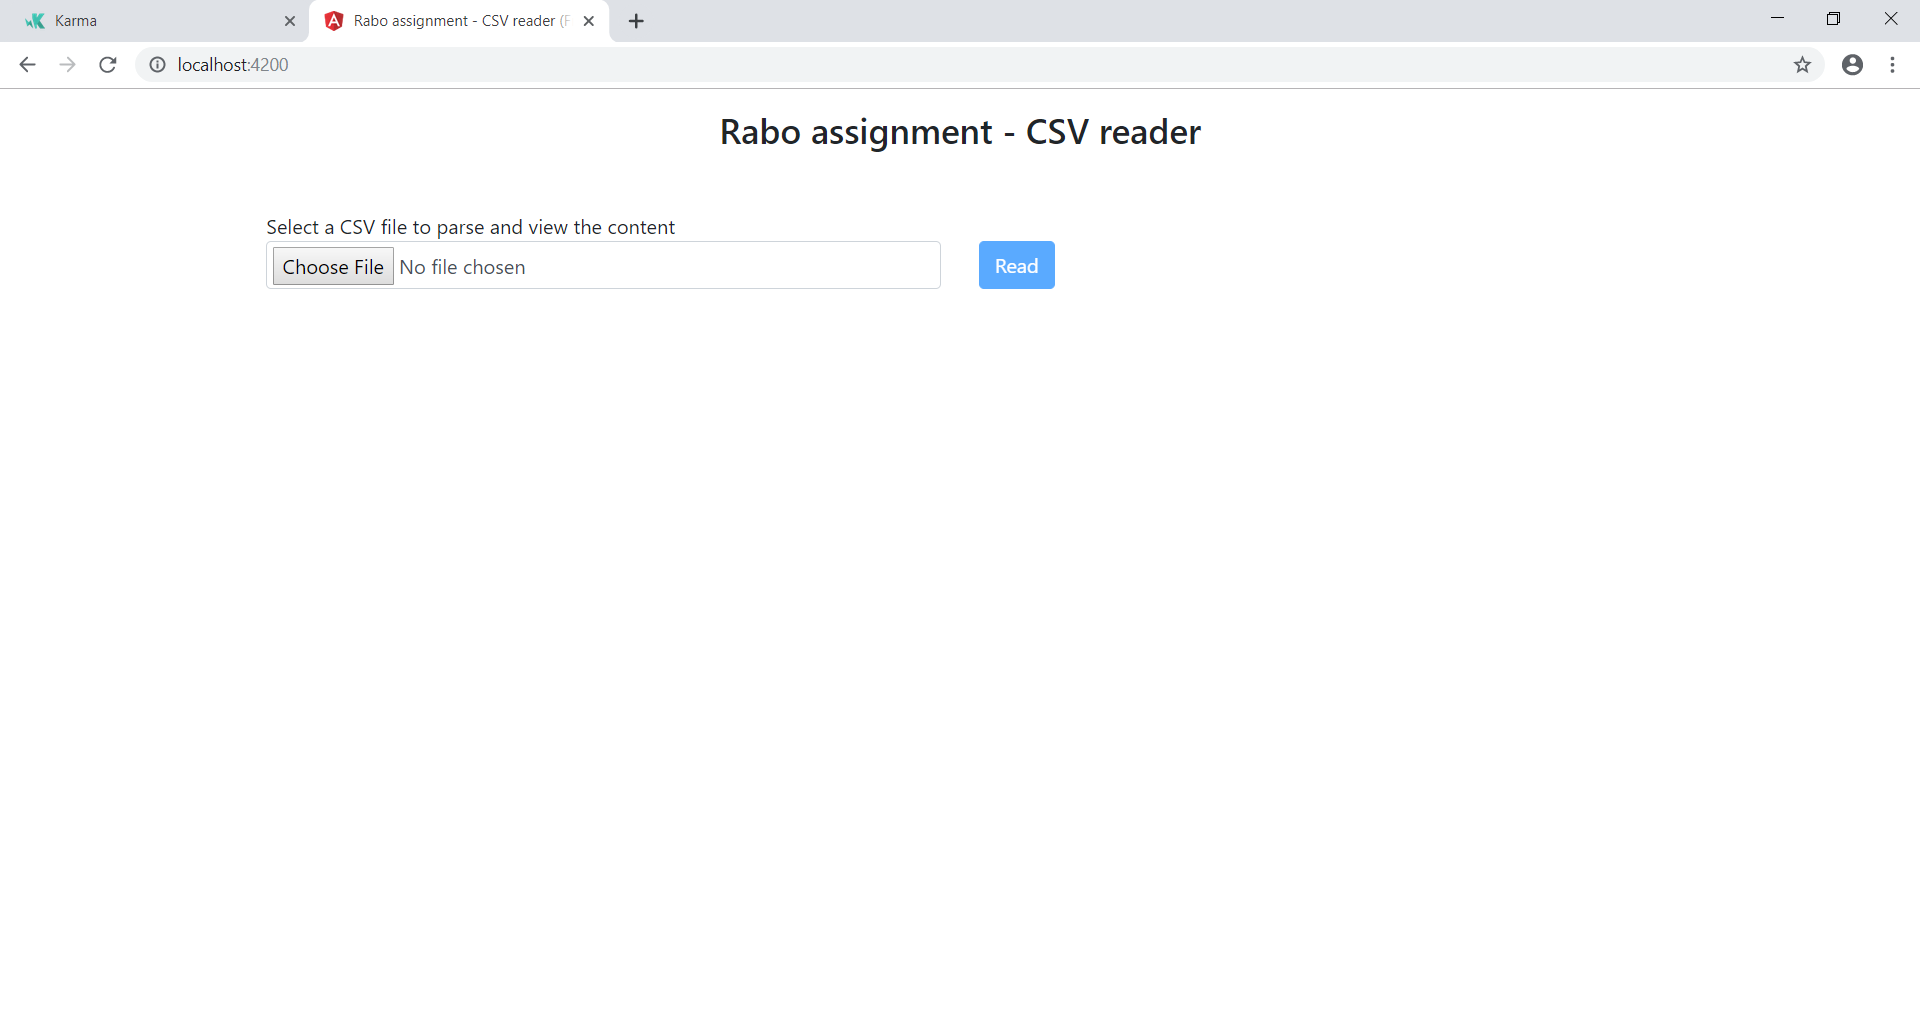 Karma
Rabo assignment - CSV reader (
localhost:4200
Rabo assignment - CSV reader
Select a CSV file to parse and view the content
Choose File No file chosen
Read